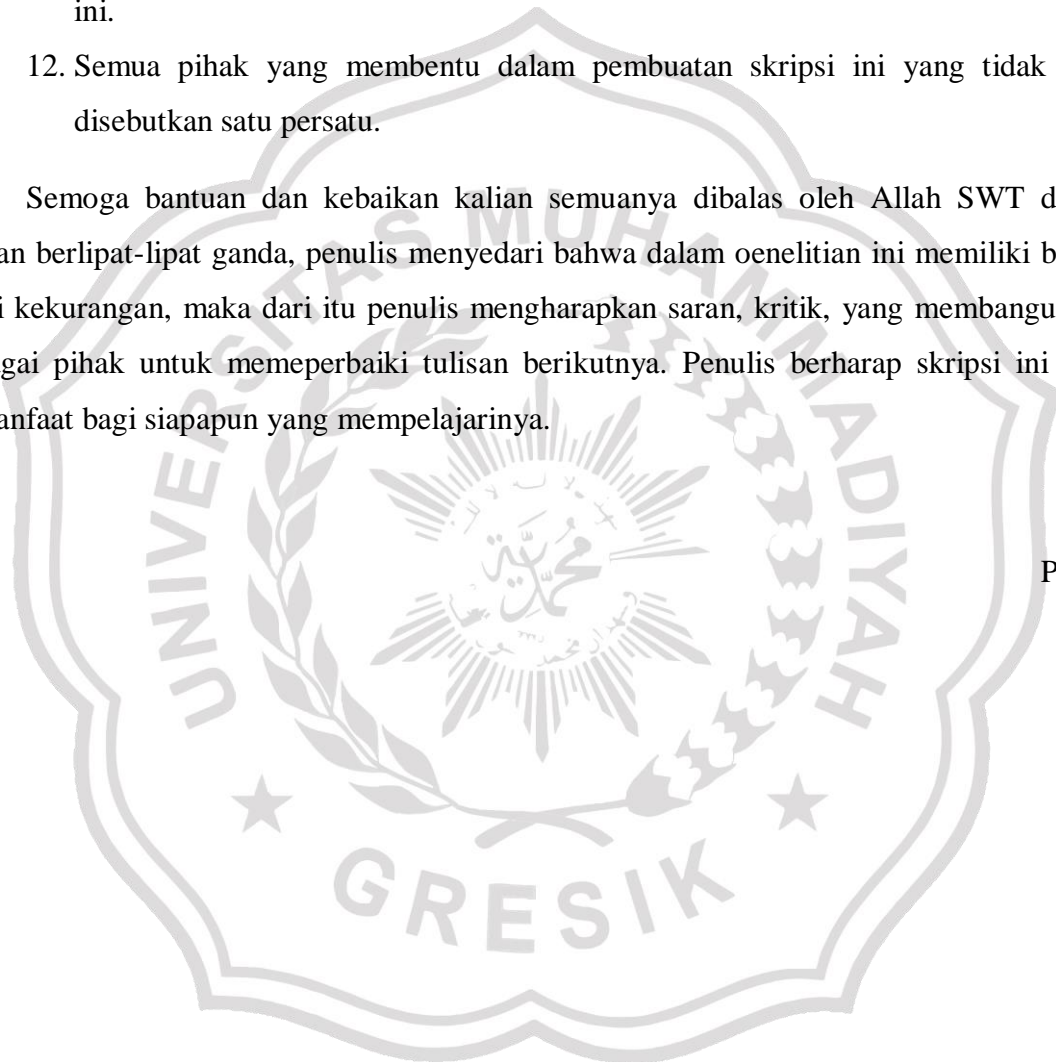 ini.
12. Semua pihak yang membentu dalam pembuatan skripsi ini yang tidak
disebutkan satu persatu.
Semoga bantuan dan kebaikan kalian semuanya dibalas oleh Allah SWT d
an berlipat-lipat ganda, penulis menyedari bahwa dalam oenelitian ini memiliki b
i kekurangan, maka dari itu penulis mengharapkan saran, kritik, yang membangu
gai pihak untuk memeperbaiki tulisan berikutnya. Penulis berharap skripsi ini
anfaat bagi siapapun yang mempelajarinya.
P
UNIVERSITAS MUHAMMADIYAH
GRESIK